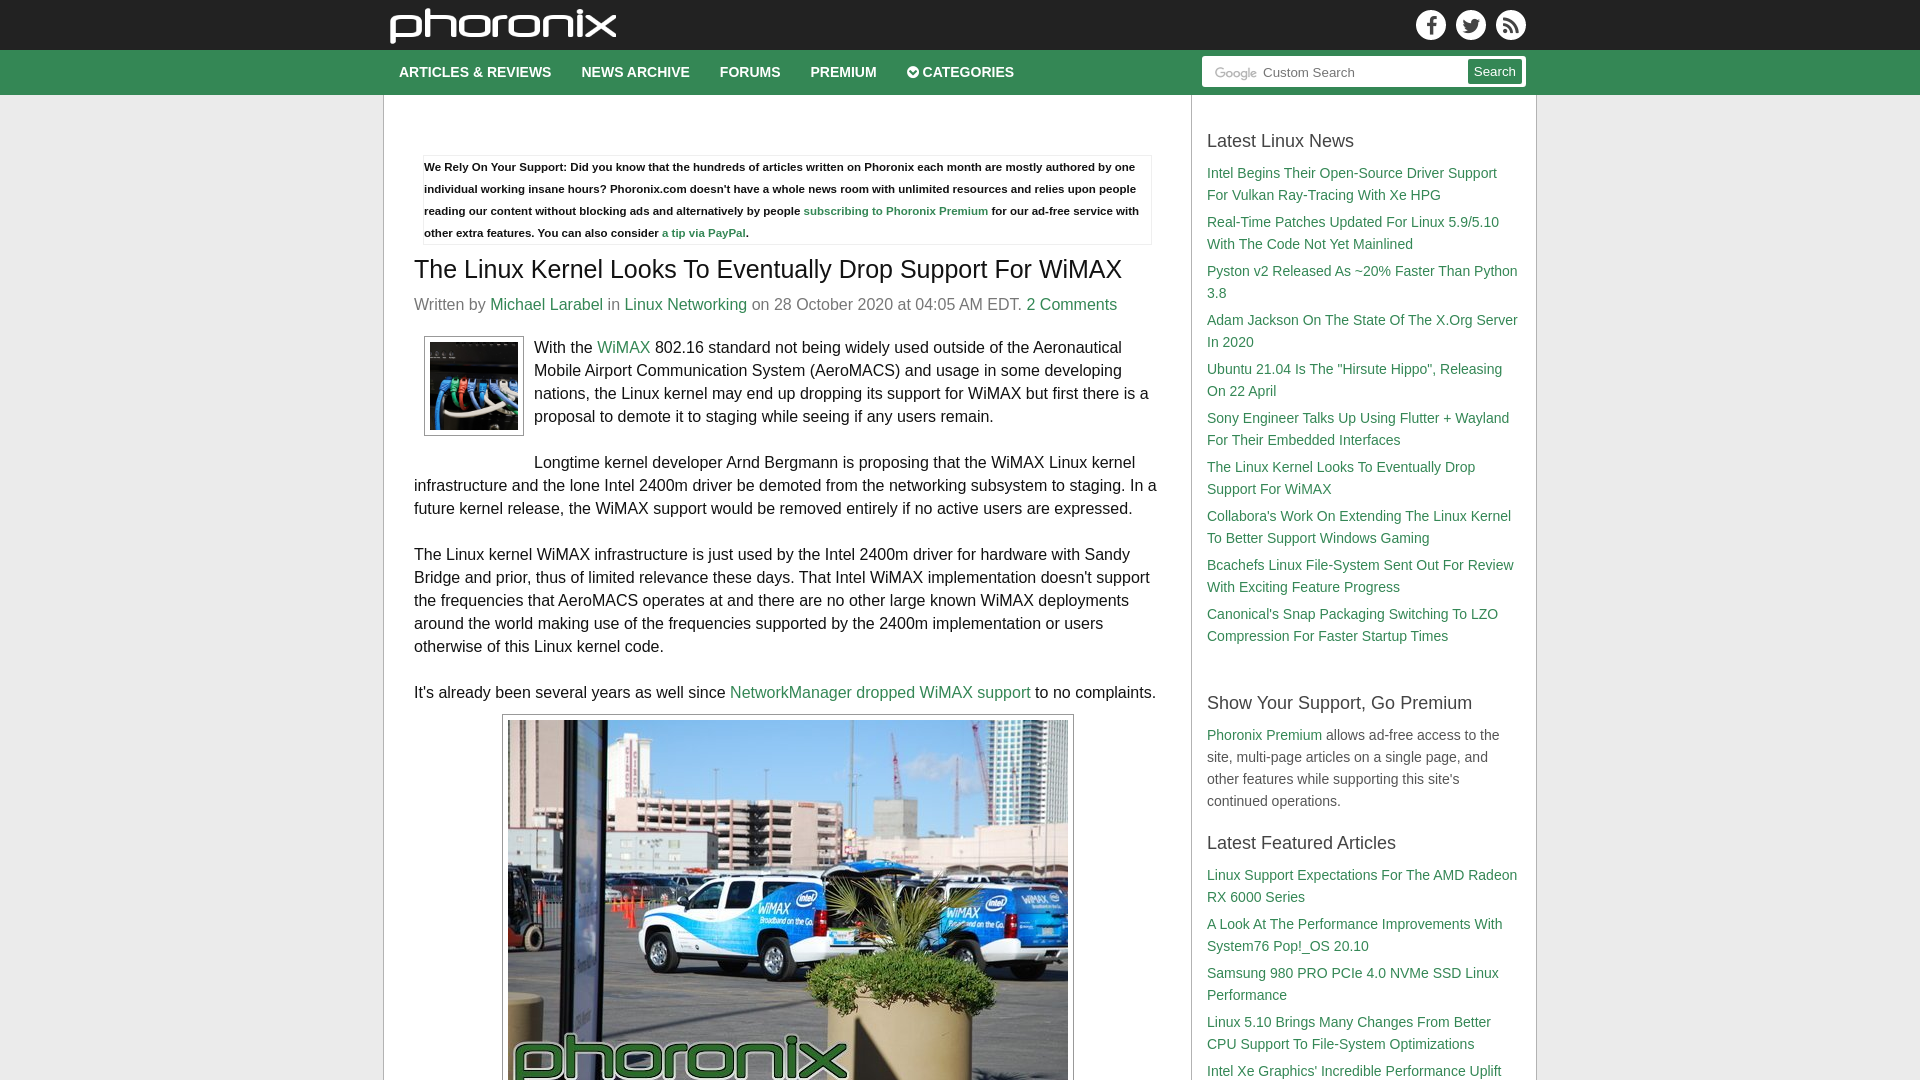 phoronix
ARTICLES & REVIEWS
NEWS ARCHIVE
FORUMS
PREMIUM
CATEGORIES
Google Custom Search
Search
We Rely On Your Support: Did you know that the hundreds of articles written on Phoronix each month are mostly authored by one
individual working insane hours? Phoronix.com doesn't have a whole news room with unlimited resources and relies upon people
reading our content without blocking ads and alternatively by people subscribing to Phoronix Premium for our ad-free service with
other extra features. You can also consider a tip via PayPal.
The Linux Kernel Looks To Eventually Drop Support For WiMAX
Written by Michael Larabel in Linux Networking on 28 October 2020 at 04:05 AM EDT. 2 Comments
With the WiMAX 802.16 standard not being widely used outside of the Aeronautical
Mobile Airport Communication System (AeroMACS) and usage in some developing
nations, the Linux kernel may end up dropping its support for WiMAX but first there is a
proposal to demote it to staging while seeing if any users remain.
Longtime kernel developer Arnd Bergmann is proposing that the WiMAX Linux kernel
infrastructure and the lone Intel 2400m driver be demoted from the networking subsystem to staging. In a
future kernel release, the WiMAX support would be removed entirely if no active users are expressed.
The Linux kernel WiMAX infrastructure is just used by the Intel 2400m driver for hardware with Sandy
Bridge and prior, thus of limited relevance these days. That Intel WiMAX implementation doesn't support
the frequencies that AeroMACS operates at and there are no other large known WiMAX deployments
around the world making use of the frequencies supported by the 2400m implementation or users
otherwise of this Linux kernel code.
It's already been several years as well since NetworkManager dropped WiMAX support to no complaints.
WiMAX
Broadband on the Go.
intel
WiMAX
Broadband on the Go.
intel
WiMAX
phoronix
Latest Linux News
Intel Begins Their Open-Source Driver Support
For Vulkan Ray-Tracing With Xe HPG
Real-Time Patches Updated For Linux 5.9/5.10
With The Code Not Yet Mainlined
Pyston v2 Released As ~20% Faster Than Python
3.8
Adam Jackson On The State Of The X.Org Server
In 2020
Ubuntu 21.04 Is The "Hirsute Hippo", Releasing
On 22 April
Sony Engineer Talks Up Using Flutter + Wayland
For Their Embedded Interfaces
The Linux Kernel Looks To Eventually Drop
Support For WiMAX
Collabora's Work On Extending The Linux Kernel
To Better Support Windows Gaming
Bcachefs Linux File-System Sent Out For Review
With Exciting Feature Progress
Canonical's Snap Packaging Switching To LZO
Compression For Faster Startup Times
Show Your Support, Go Premium
Phoronix Premium allows ad-free access to the
site, multi-page articles on a single page, and
other features while supporting this site's
continued operations.
Latest Featured Articles
Linux Support Expectations For The AMD Radeon
RX 6000 Series
A Look At The Performance Improvements With
System76 Pop!_OS 20.10
Samsung 980 PRO PCIe 4.0 NVMe SSD Linux
Performance
Linux 5.10 Brings Many Changes From Better
CPU Support To File-System Optimizations
Intel Xe Graphics' Incredible Performance Uplift